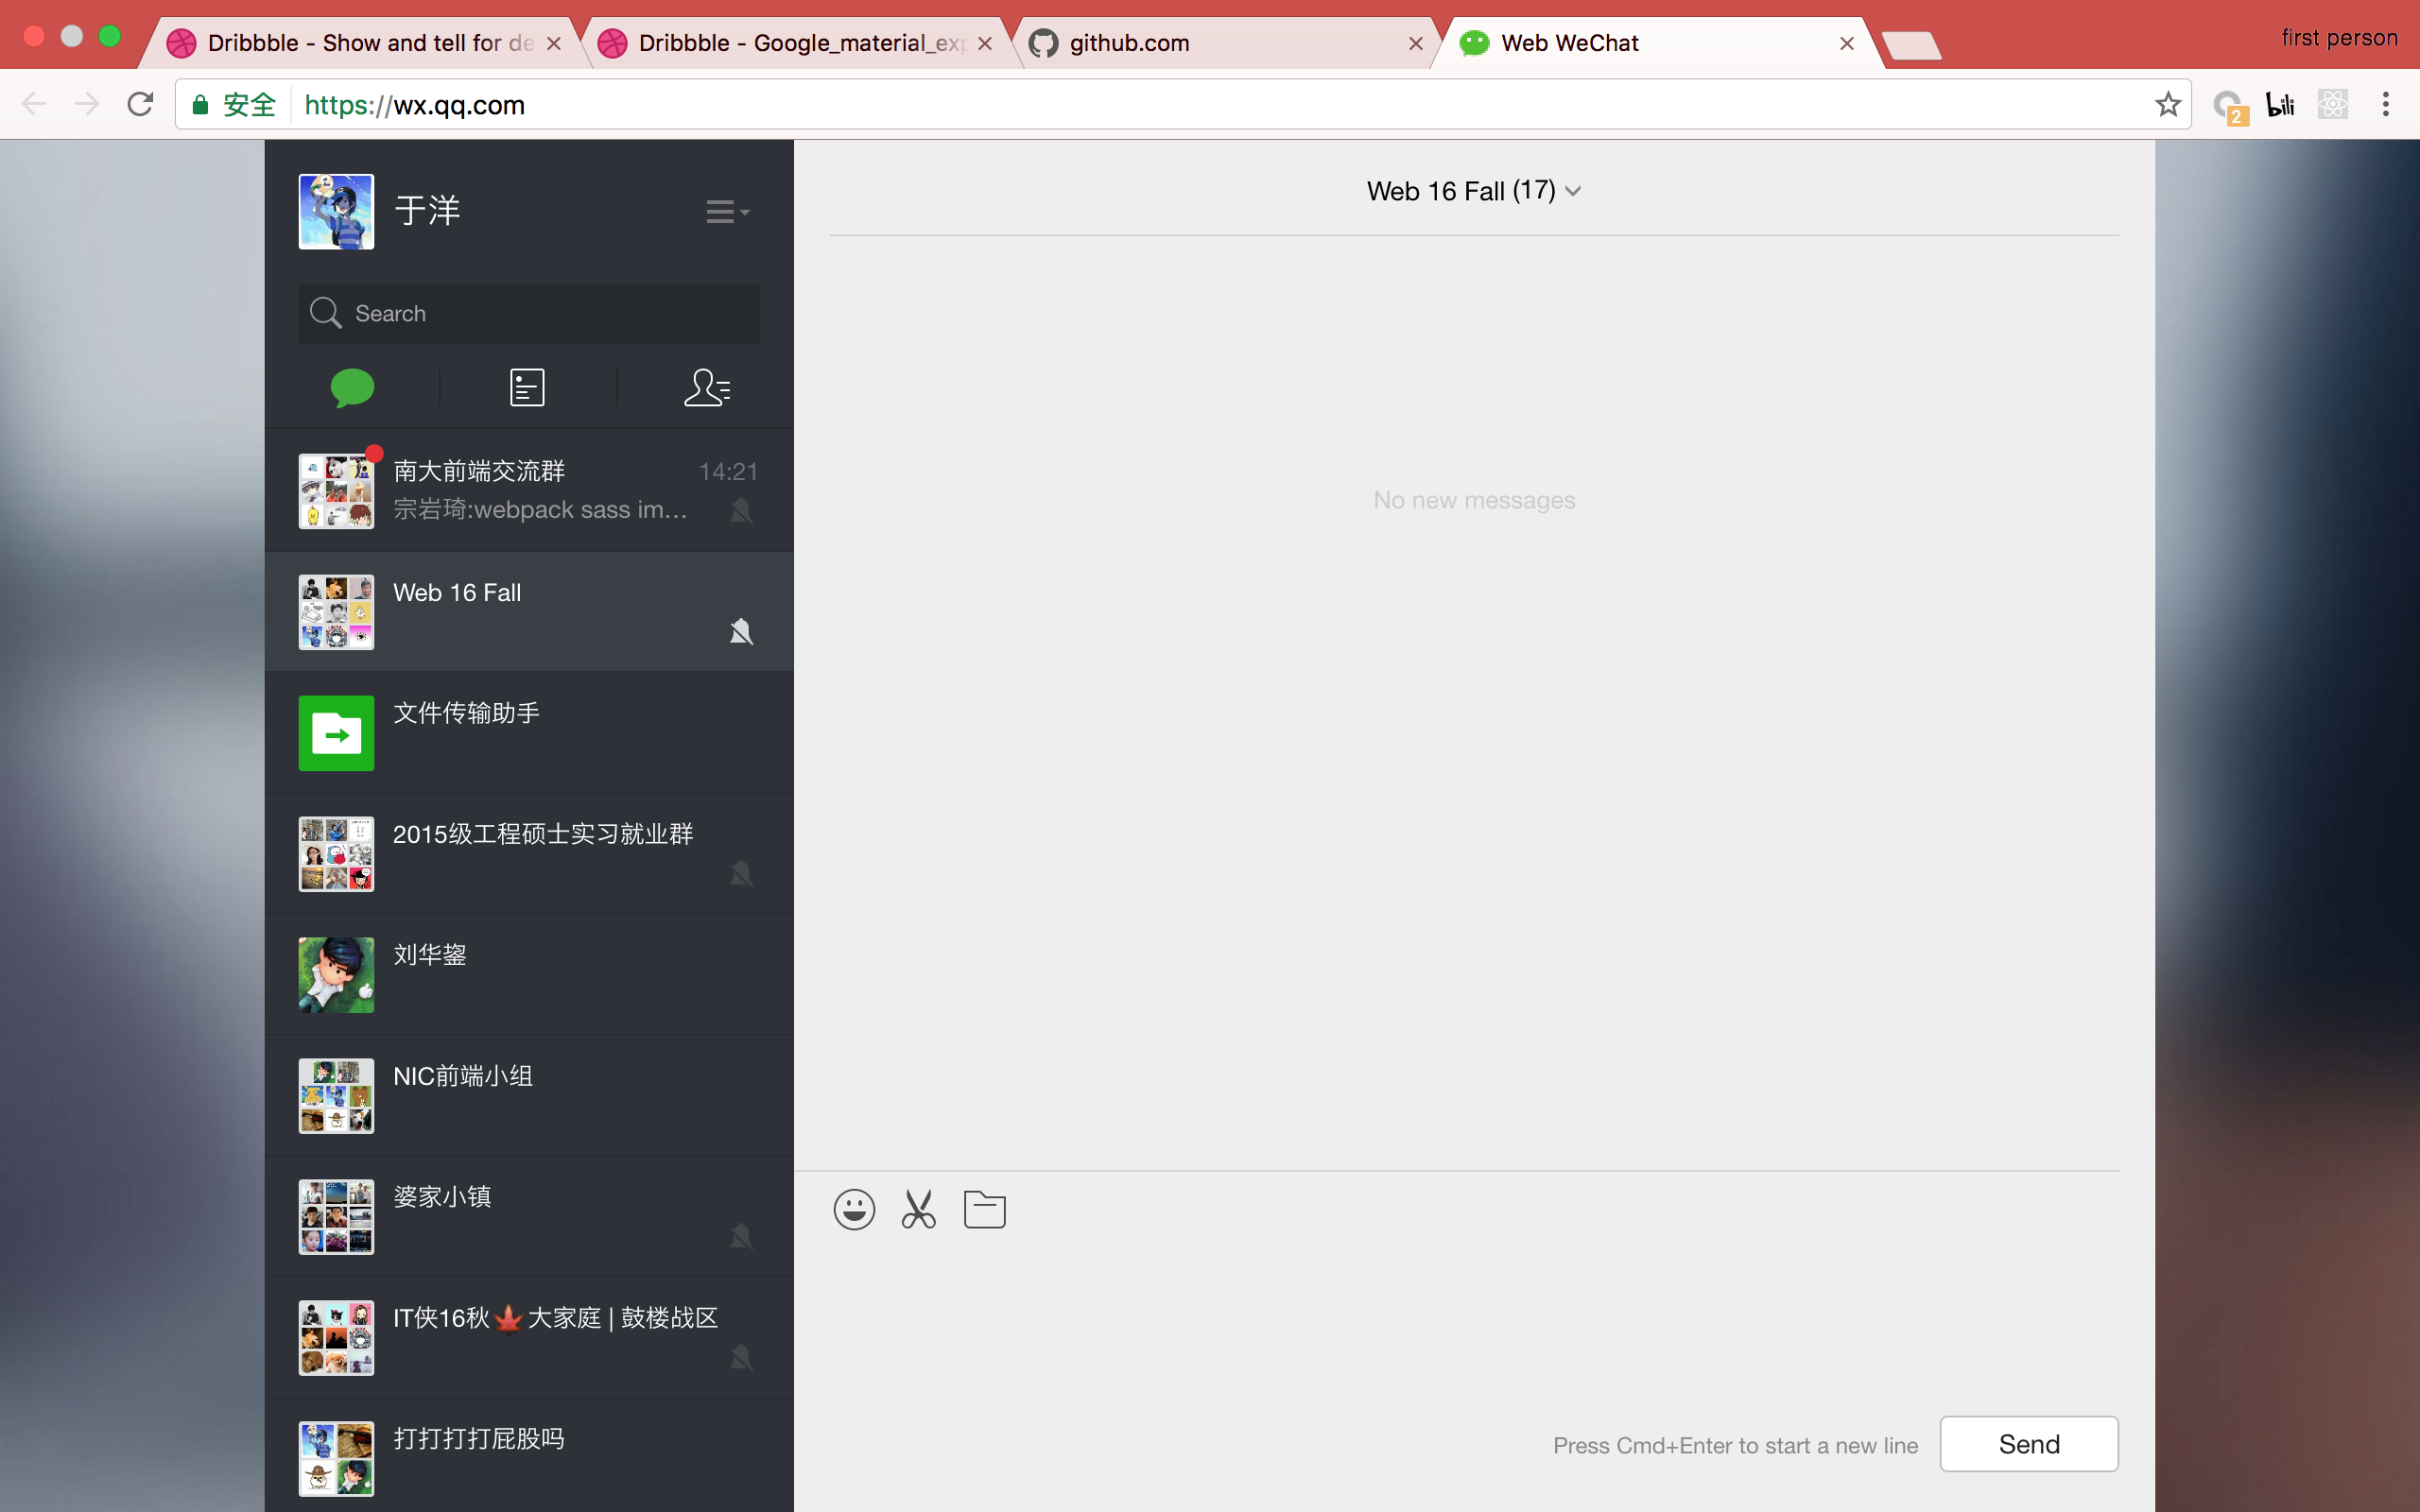 Dribbble - Show and tell for de
Dribbble - Google_material_exp
github.com
Web WeChat
first person
安全
https://wx.qq.com
2
bili
于洋
Search
南大前端交流群
14:21
宗岩琦:webpack sass im...
Web 16 Fall
文件传输助手
2015级工程硕士实习就业群
刘华鋆
NIC前端小组
婆家小镇
IT侠16秋🍁大家庭 | 鼓楼战区
打打打打屁股吗
Web 16 Fall (17)
No new messages
Press Cmd+Enter to start a new line
Send